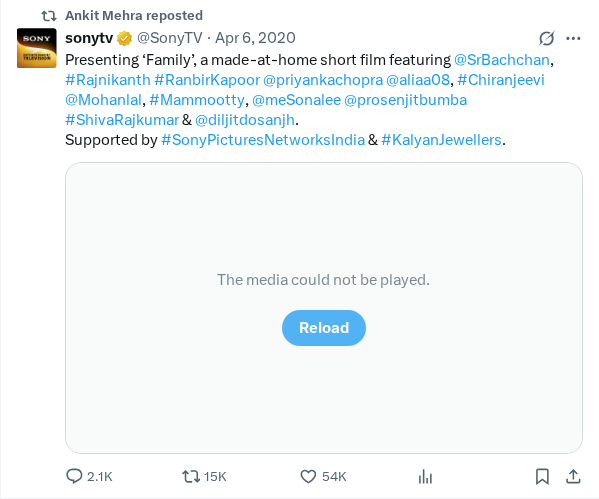 Ankit Mehra reposted
SONY
sonytv @SonyTV · Apr 6, 2020
Presenting ‘Family’, a made-at-home short film featuring @SrBachchan,
#Rajnikanth #RanbirKapoor @priyankachopra @aliaa08, #Chiranjeevi
@Mohanlal, #Mammootty, @meSonalee @prosenjitbumba
#ShivaRajkumar & @diljitdosanjh.
Supported by #SonyPicturesNetworksIndia & #KalyanJewellers.
The media could not be played.
Reload
2.1K 15K 54K